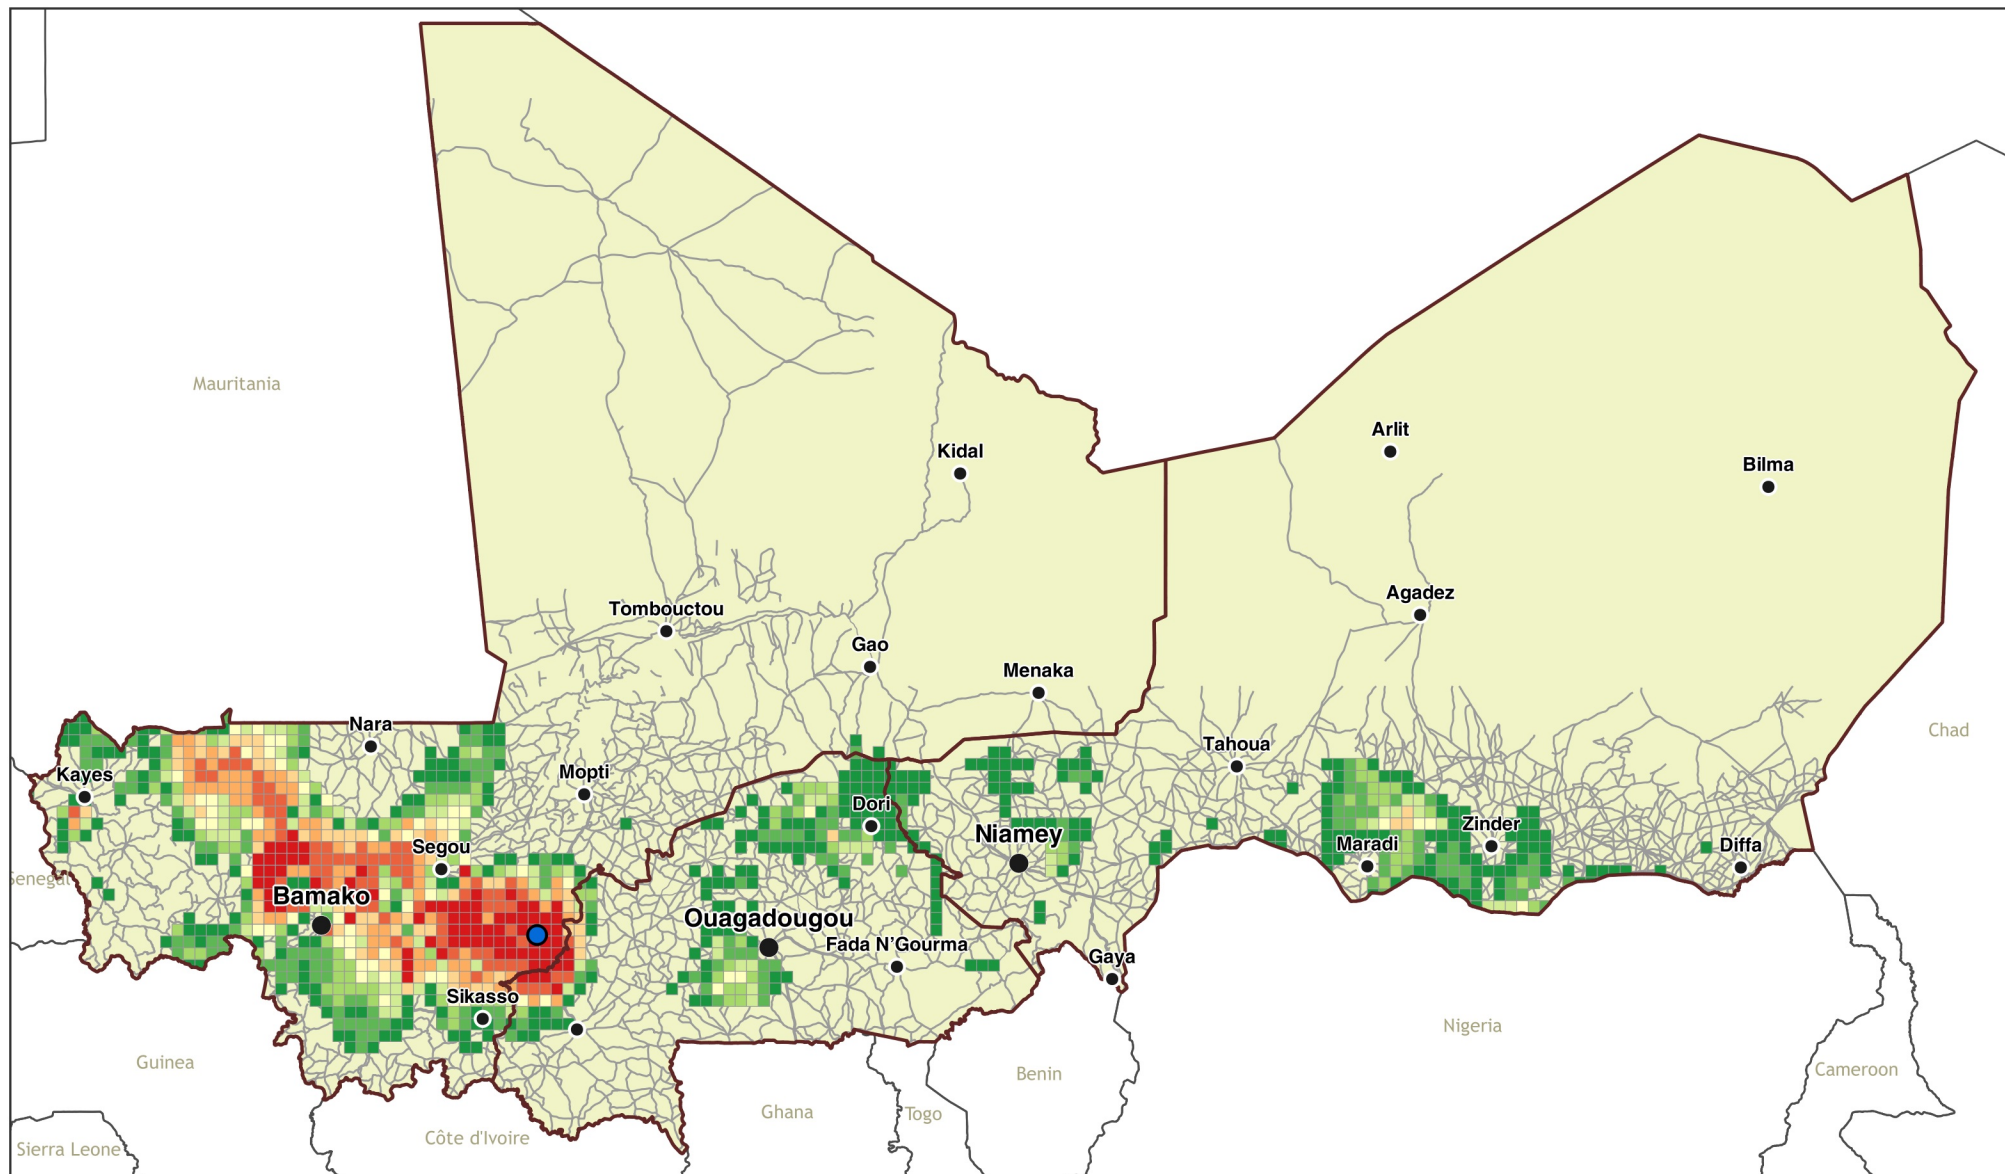 Mauritania
Arlit
Kidal
Bilma
Agadez
Tombouctou
Gao
Menaka
Nara
Chad
Tahoua
Kayes
Mopti
Dori
Niamey
Zinder
Segou
Maradi
Diffa
Senegal
Bamako
Ouagadougou
Fada N'Gourma
Gaya
Sikasso
Nigeria
Guinea
Benin
Cameroon
Ghana
Togo
Côte d'Ivoire
Sierra Leone